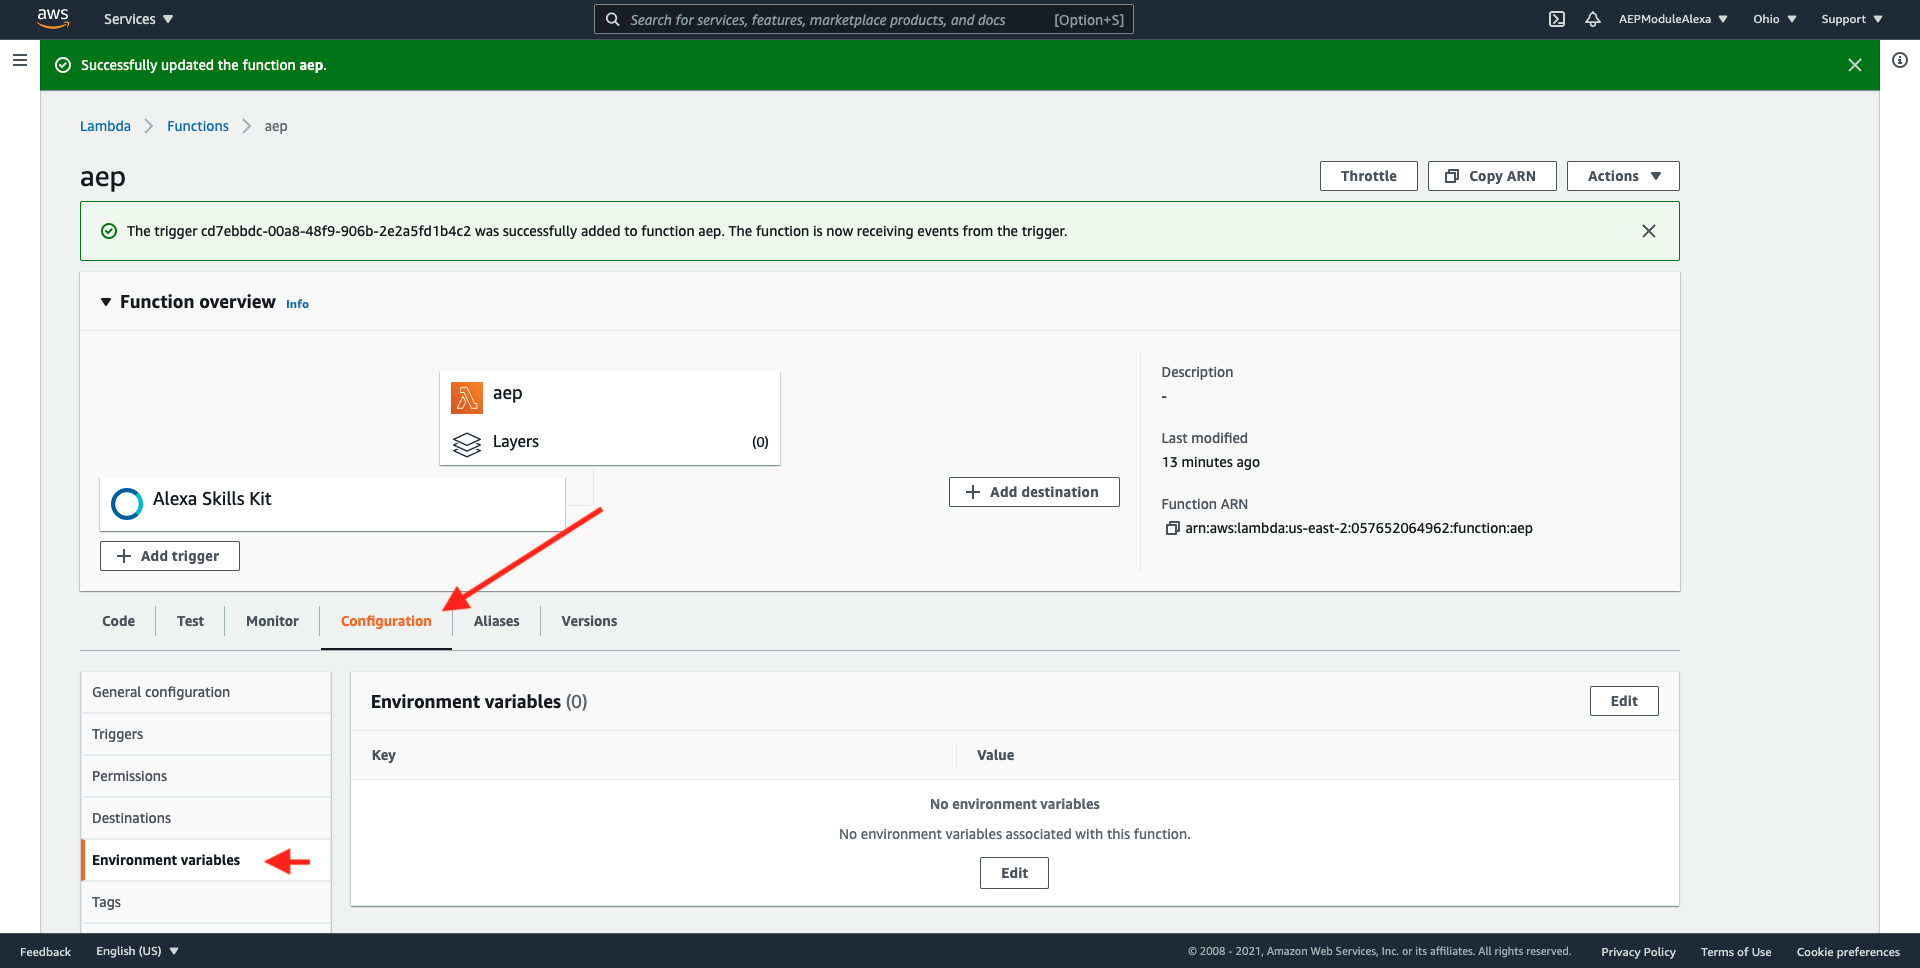 aws Services Search for services, features, marketplace products, and docs [Option+S] AEPModuleAlexa Ohio Support
Successfully updated the function aep.
Lambda Functions aep
aep
Throttle Copy ARN Actions
The trigger cd7ebbdc-00a8-48f9-906b-2e2a5fd1b4c2 was successfully added to function aep. The function is now receiving events from the trigger.
Function overview Info
aep
Layers (0)
Alexa Skills Kit
Add trigger
Add destination
Description
-
Last modified
13 minutes ago
Function ARN
arn:aws:lambda:us-east-2:057652064962:function:aep
Code Test Monitor Configuration Aliases Versions
General configuration
Triggers
Permissions
Destinations
Environment variables
Tags
Environment variables (0) Edit
Key Value
No environment variables
No environment variables associated with this function.
Edit
Feedback English (US) © 2008 - 2021, Amazon Web Services, Inc. or its affiliates. All rights reserved. Privacy Policy Terms of Use Cookie preferences